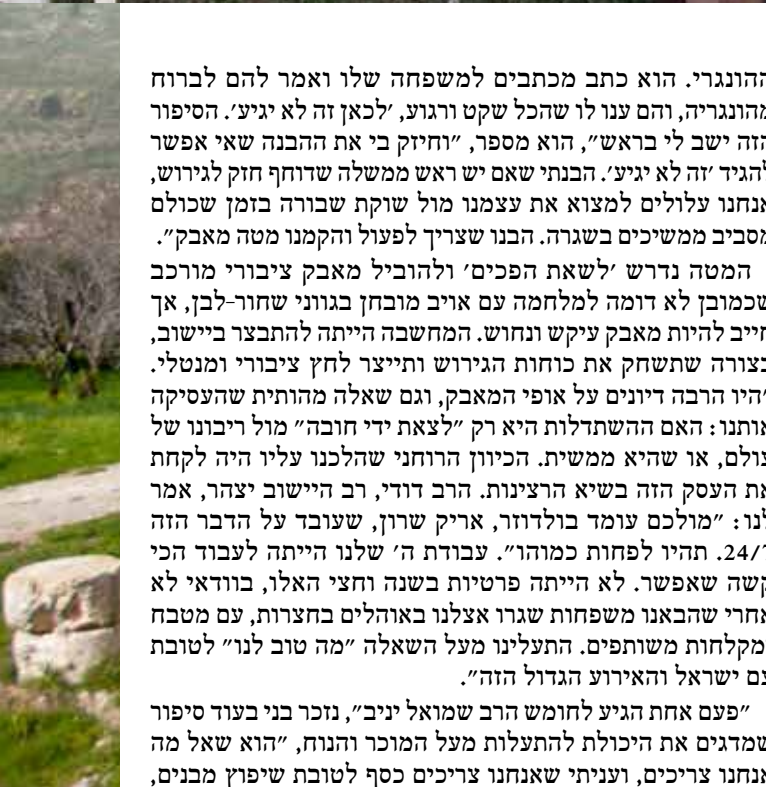 ההונגרי. הוא כתב מכתבים למשפחה שלו ואמר להם לברוח
מהונגריה, והם ענו לו שהכל שקט ורגוע, ׳לכאן זה לא יגיע׳. הסיפור
הזה ישב לי בראש״, הוא מספר, ״וחיזק בי את ההבנה שאי אפשר
להגיד ׳זה לא יגיע׳. הבנתי שאם יש ראש ממשלה שדוחף חזק לגירוש,
אנחנו עלולים למצוא את עצמנו מול שוקת שבורה בזמן שכולם
מסביב ממשיכים בשגרה. הבנו שצריך לפעול והקמנו מטה מאבק״.
המטה נדרש ׳לשאת הפכים׳ ולהוביל מאבק ציבורי מורכב
שכמובן לא דומה למלחמה עם אויב מובחן בגווני שחור-לבן, אך
חייב להיות מאבק עיקש ונחוש. המחשבה הייתה להתבצר ביישוב,
בצורה שתשחק את כוחות הגירוש ותייצר לחץ ציבורי ומנטלי.
״היו הרבה דיונים על אופי המאבק, וגם שאלה מהותית שהעסיקה
אותנו: האם ההשתדלות היא רק ״לצאת ידי חובה״ מול ריבונו של
עולם, או שהיא ממשית. הכיוון הרוחני שהלכנו עליו היה לקחת
את העסק הזה בשיא הרצינות. הרב דודי, רב היישוב יצהר, אמר
לנו: ״מולכם עומד בולדוזר, אריק שרון, שעובד על הדבר הזה
24/7. תהיו לפחות כמוהו״. עבודת ה׳ שלנו הייתה לעבוד הכי
קשה שאפשר. לא הייתה פרטיות בשנה וחצי האלו, בוודאי לא
אחרי שהבאנו משפחות שגרו אצלנו באוהלים בחצרות, עם מטבח
ומקלחות משותפים. התעלינו מעל השאלה ״מה טוב לנו״ לטובת
עם ישראל והאירוע הגדול הזה״.
״פעם אחת הגיע לחומש הרב שמואל יניב״, נזכר בני בעוד סיפור
שמדגים את היכולת להתעלות מעל המוכר והנוח, ״הוא שאל מה
אנחנו צריכים, ועניתי שאנחנו צריכים כסף לטובת שיפוץ מבנים,